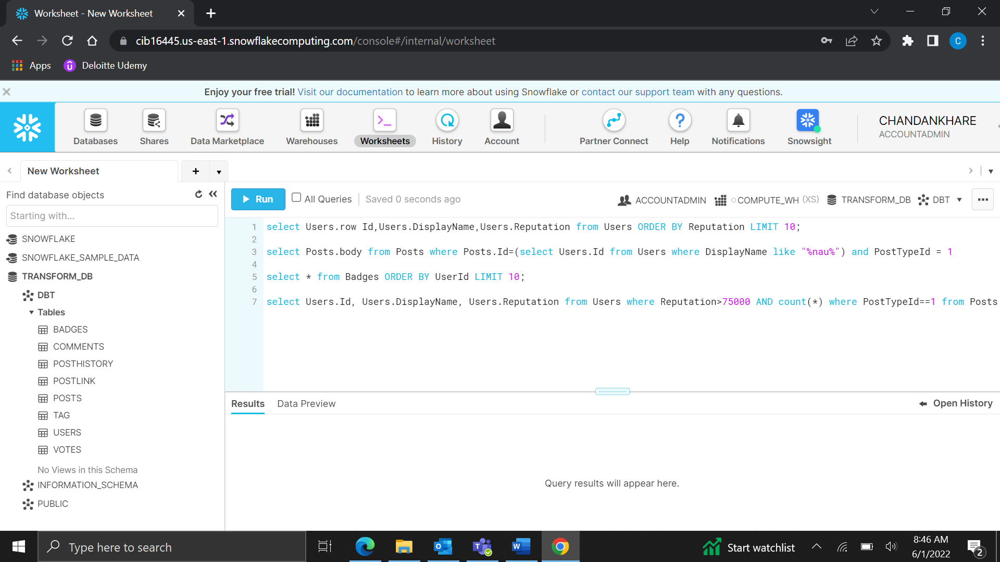 Worksheet - New Worksheet
cib16445.us-east-1.snowflakecomputing.com/console#/internal/worksheet
C
Apps
Deloitte Udemy
Enjoy your free trial! Visit our documentation to learn more about using Snowflake or contact our support team with any questions.
Databases
Shares
Data Marketplace
Warehouses
Worksheets
History
Account
Partner Connect
Help
Notifications
Snowsight
CHANDANKHARE
ACCOUNTADMIN
New Worksheet
Find database objects
Starting with...
SNOWFLAKE
SNOWFLAKE_SAMPLE_DATA
TRANSFORM_DB
DBT
Tables
BADGES
COMMENTS
POSTHISTORY
POSTLINK
POSTS
TAG
USERS
VOTES
No Views in this Schema
INFORMATION_SCHEMA
PUBLIC
Run
All Queries
Saved 0 seconds ago
ACCOUNTADMIN
COMPUTE_WH (XS)
TRANSFORM_DB
DBT
1 select Users.row Id,Users.DisplayName,Users.Reputation from Users ORDER BY Reputation LIMIT 10;
2
3 select Posts.body from Posts where Posts.Id=(select Users.Id from Users where DisplayName like "%nau%") and PostTypeId = 1
4
5 select * from Badges ORDER BY UserId LIMIT 10;
6
7 select Users.Id, Users.DisplayName, Users.Reputation from Users where Reputation>75000 AND count(*) where PostTypeId==1 from Posts
Results
Data Preview
Open History
Query results will appear here.
Type here to search
Start watchlist
8:46 AM
6/1/2022
2